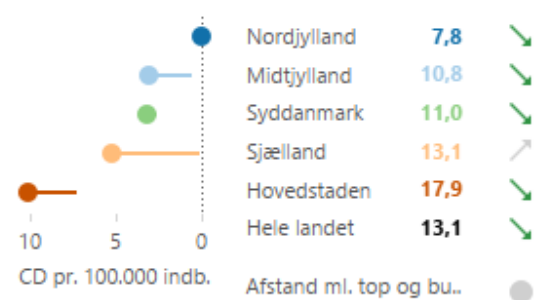 Nordjylland 7,8
Midtjylland 10,8
Syddanmark 11,0
Sjælland 13,1
Hovedstaden 17,9
Hele landet 13,1
10 5 0
CD pr. 100.000 indb.
Afstand ml. top og bu..